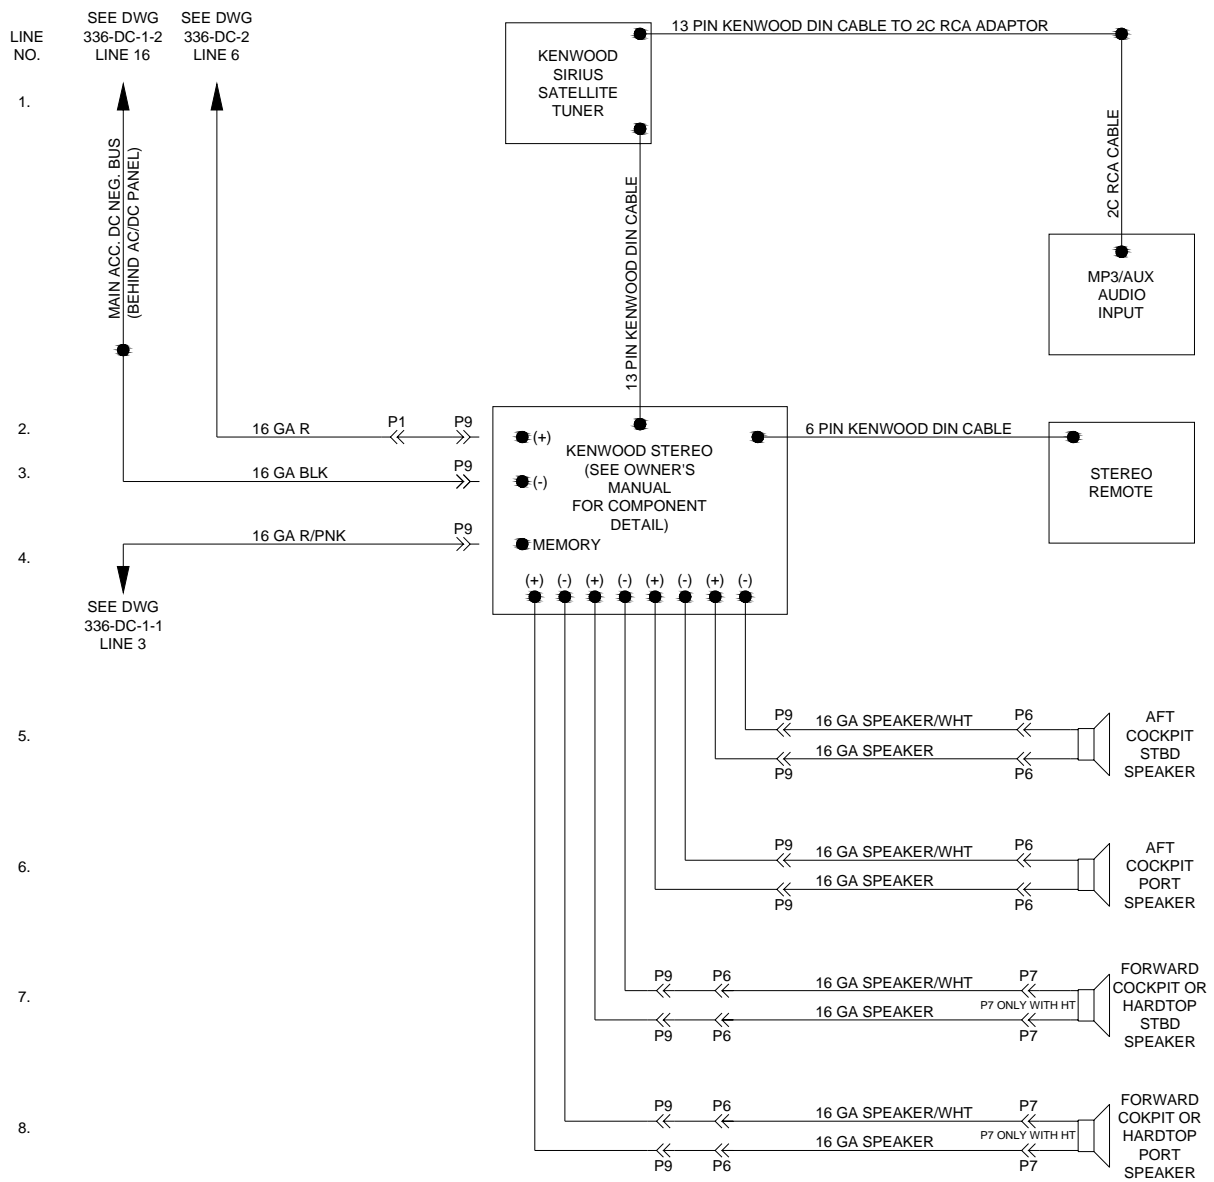 SEE DWG
336-DC-1-2
LINE 16
SEE DWG
336-DC-2
LINE 6
LINE
NO.
13 PIN KENWOOD DIN CABLE TO 2C RCA ADAPTOR
KENWOOD
SIRIUS
SATELLITE
TUNER
1.
MAIN ACC. DC NEG. BUS
(BEHIND AC/DC PANEL)
13 PIN KENWOOD DIN CABLE
2C RCA CABLE
MP3/AUX
AUDIO
INPUT
2.
16 GA R
P1
P9
(+)
KENWOOD STEREO
(SEE OWNER'S
MANUAL
FOR COMPONENT
DETAIL)
6 PIN KENWOOD DIN CABLE
STEREO
REMOTE
3.
16 GA BLK
P9
(-)
4.
16 GA R/PNK
P9
MEMORY
(+) (-) (+) (-) (+) (-) (+) (-)
SEE DWG
336-DC-1-1
LINE 3
5.
P9
16 GA SPEAKER/WHT
P6
16 GA SPEAKER
P9
P6
AFT
COCKPIT
STBD
SPEAKER
6.
P9
16 GA SPEAKER/WHT
P6
16 GA SPEAKER
P9
P6
AFT
COCKPIT
PORT
SPEAKER
7.
P9
P6
16 GA SPEAKER/WHT
P7
P7 ONLY WITH HT
16 GA SPEAKER
P9
P6
P7
FORWARD
COCKPIT OR
HARDTOP
STBD
SPEAKER
8.
P9
P6
16 GA SPEAKER/WHT
P7
P7 ONLY WITH HT
16 GA SPEAKER
P9
P6
P7
FORWARD
COKPIT OR
HARDTOP
PORT
SPEAKER